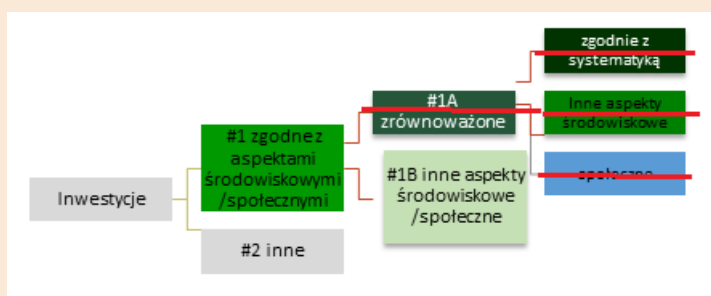 Inwestycje
#1 zgodne z
aspektami
środowiskowymi
/społecznymi
#2 inne
#1A
zrównoważone
#1B inne aspekty
środowiskowe
/społeczne
zgodnie z
systematyką
Inne aspekty
środowiskowe
społeczne